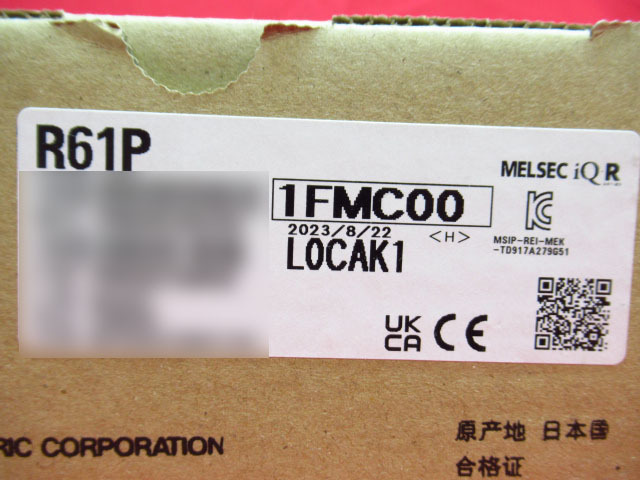 R61P
MELSEC iQ R
1FMC00
2023/8/22
<H>
L0CAK1
MSIP-REI-MEK
-TD917A279G51
UK
CA CE
RIC CORPORATION
原产地 日本国
合格证